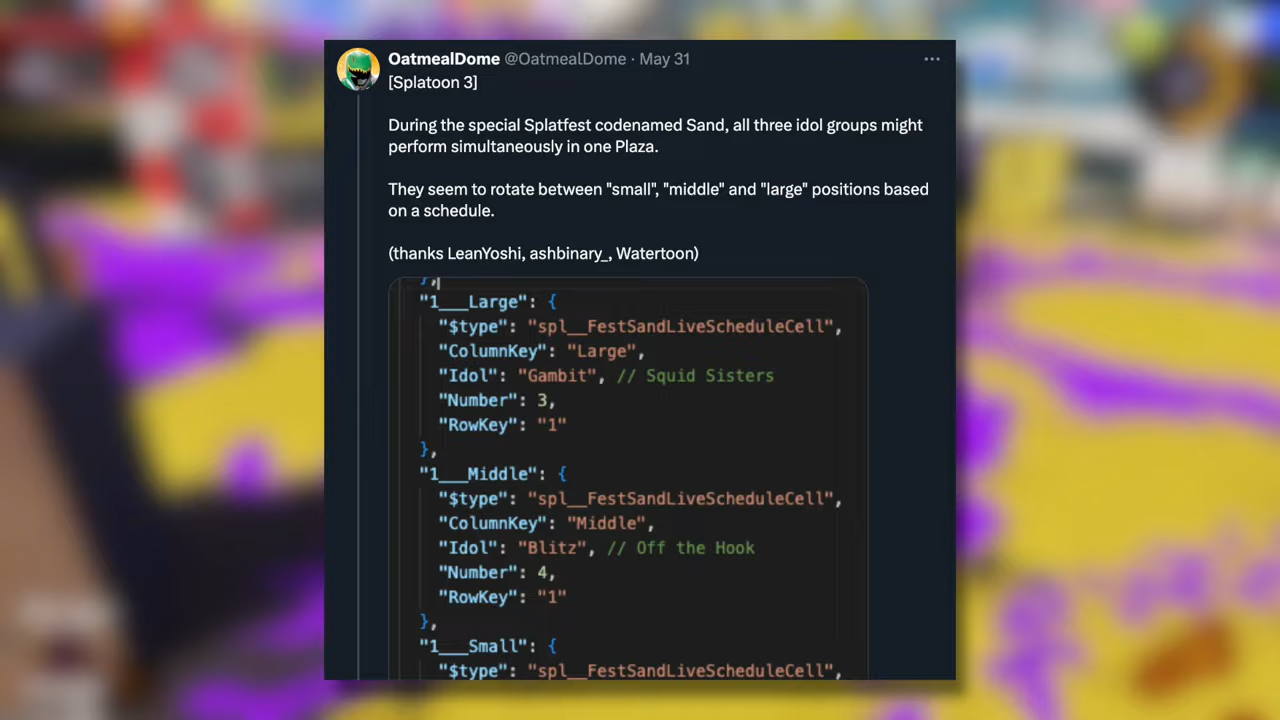 OatmealDome @OatmealDome · May 31
[Splatoon 3]
During the special Splatfest codenamed Sand, all three idol groups might
perform simultaneously in one Plaza.
They seem to rotate between "small", "middle" and "large" positions based
on a schedule.
(thanks LeanYoshi, ashbinary_, Watertoon)
},
"1___Large": {
"$type": "spl__FestSandLiveScheduleCell",
"ColumnKey": "Large",
"Idol": "Gambit", // Squid Sisters
"Number": 3,
"RowKey": "1"
},
"1___Middle": {
"$type": "spl__FestSandLiveScheduleCell",
"ColumnKey": "Middle",
"Idol": "Blitz", // Off the Hook
"Number": 4,
"RowKey": "1"
},
"1___Small": {
"$type": "spl__FestSandLiveScheduleCell",